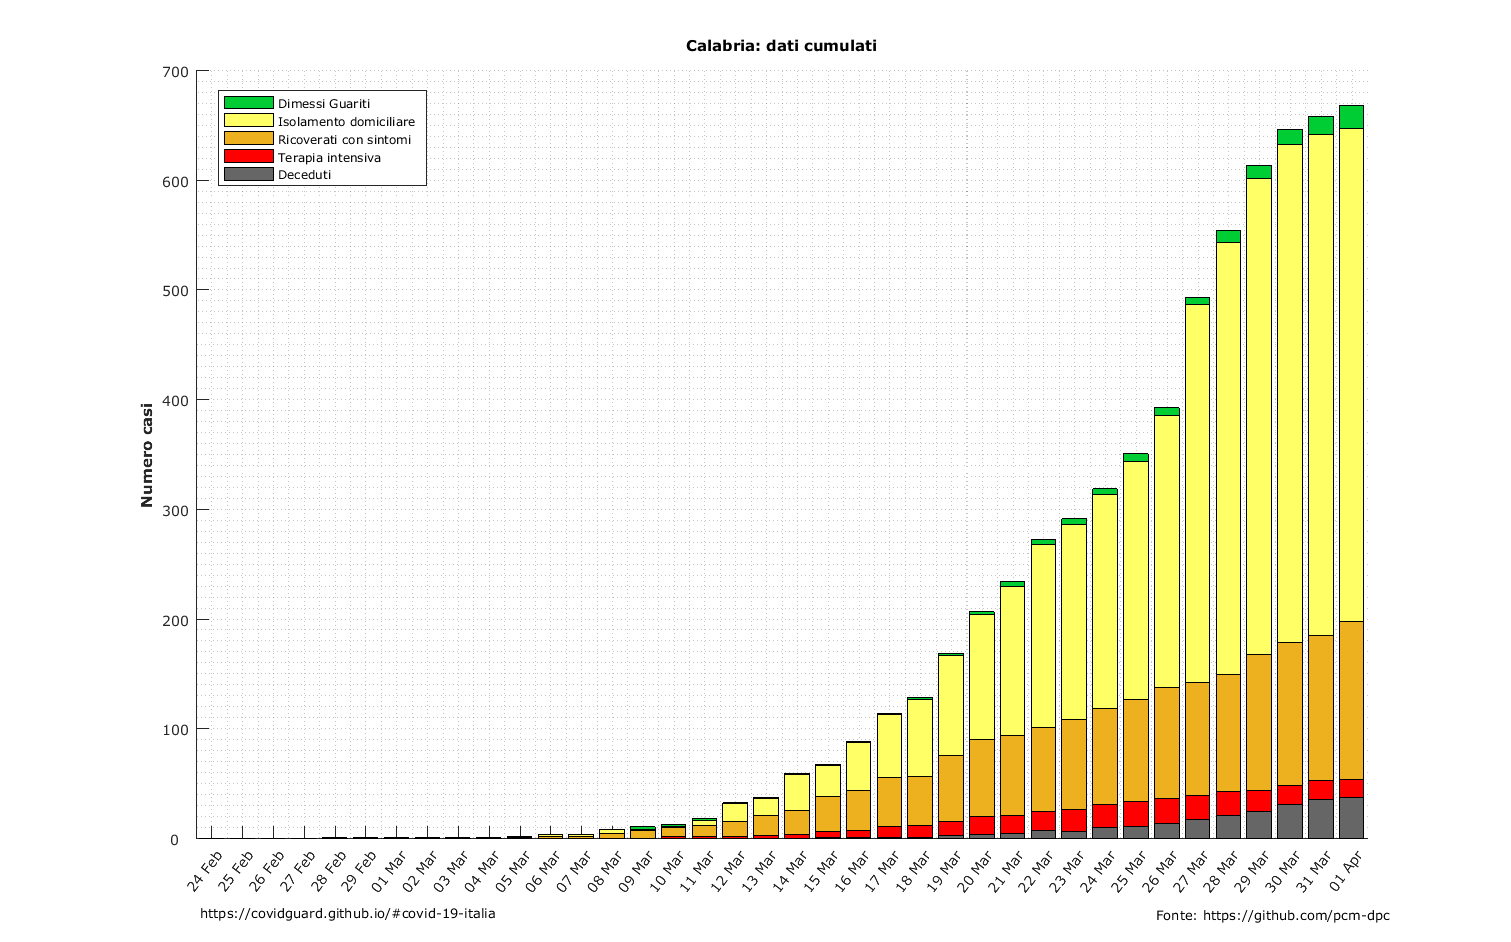 Calabria: dati cumulati
700
600
500
400
300
200
100
0
Numero casi
Dimessi Guariti
Isolamento domiciliare
Ricoverati con sintomi
Terapia intensiva
Deceduti
24 Feb
25 Feb
26 Feb
27 Feb
28 Feb
29 Feb
01 Mar
02 Mar
03 Mar
04 Mar
05 Mar
06 Mar
07 Mar
08 Mar
09 Mar
10 Mar
11 Mar
12 Mar
13 Mar
14 Mar
15 Mar
16 Mar
17 Mar
18 Mar
19 Mar
20 Mar
21 Mar
22 Mar
23 Mar
24 Mar
25 Mar
26 Mar
27 Mar
28 Mar
29 Mar
30 Mar
31 Mar
01 Apr
https://covidguard.github.io/#covid-19-italia
Fonte: https://github.com/pcm-dpc